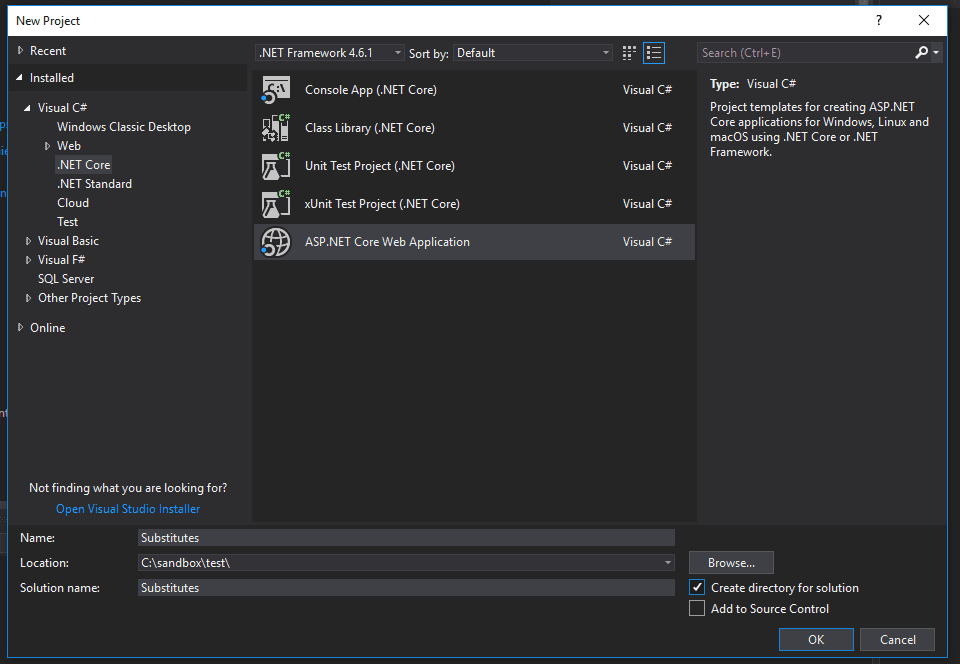 New Project
?
Recent
.NET Framework 4.6.1
Sort by:
Default
Search (Ctrl+E)
Installed
Visual C#
Windows Classic Desktop
Web
.NET Core
.NET Standard
Cloud
Test
Visual Basic
Visual F#
SQL Server
Other Project Types
Online
Not finding what you are looking for?
Open Visual Studio Installer
Console App (.NET Core) Visual C#
Class Library (.NET Core) Visual C#
Unit Test Project (.NET Core) Visual C#
xUnit Test Project (.NET Core) Visual C#
ASP.NET Core Web Application Visual C#
Type: Visual C#
Project templates for creating ASP.NET
Core applications for Windows, Linux and
macOS using .NET Core or .NET
Framework.
Name: Substitutes
Location: C:\sandbox\test\
Browse...
Solution name: Substitutes
Create directory for solution
Add to Source Control
OK
Cancel